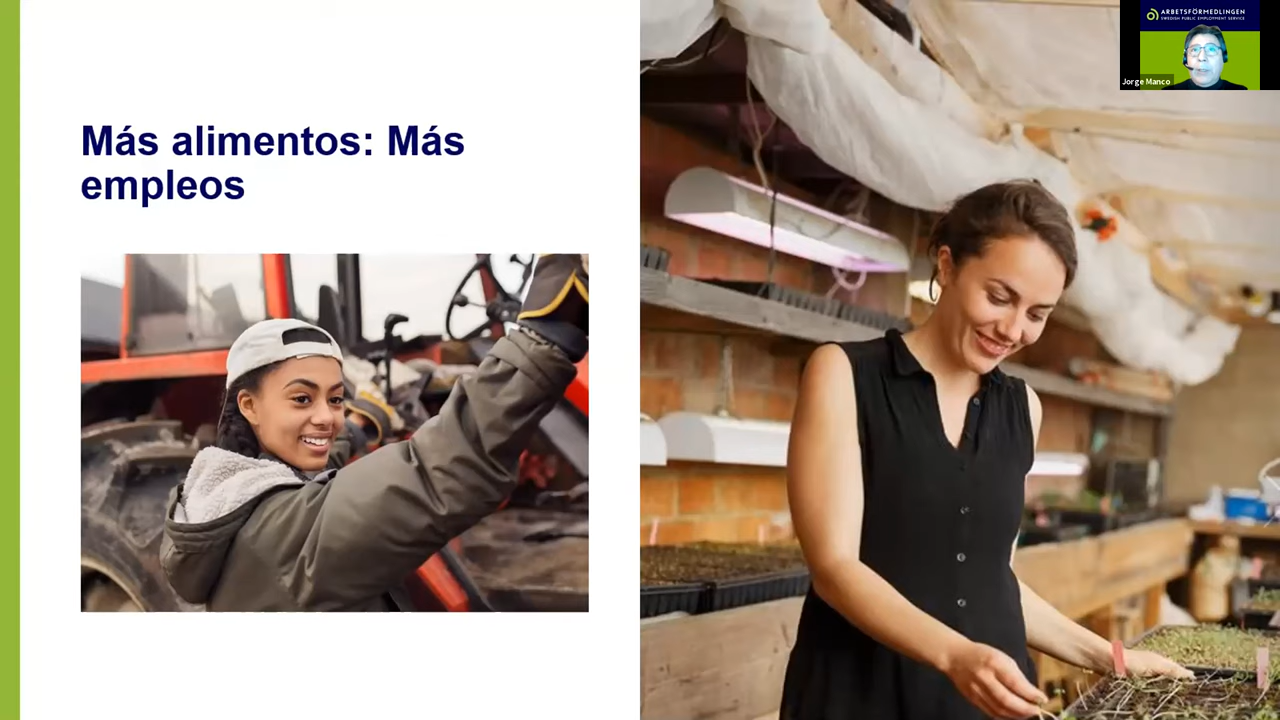 Más alimentos: Más
empleos
ARBETSFÖRMEDLINGEN
SWEDISH PUBLIC EMPLOYMENT SERVICE
Jorge Manco